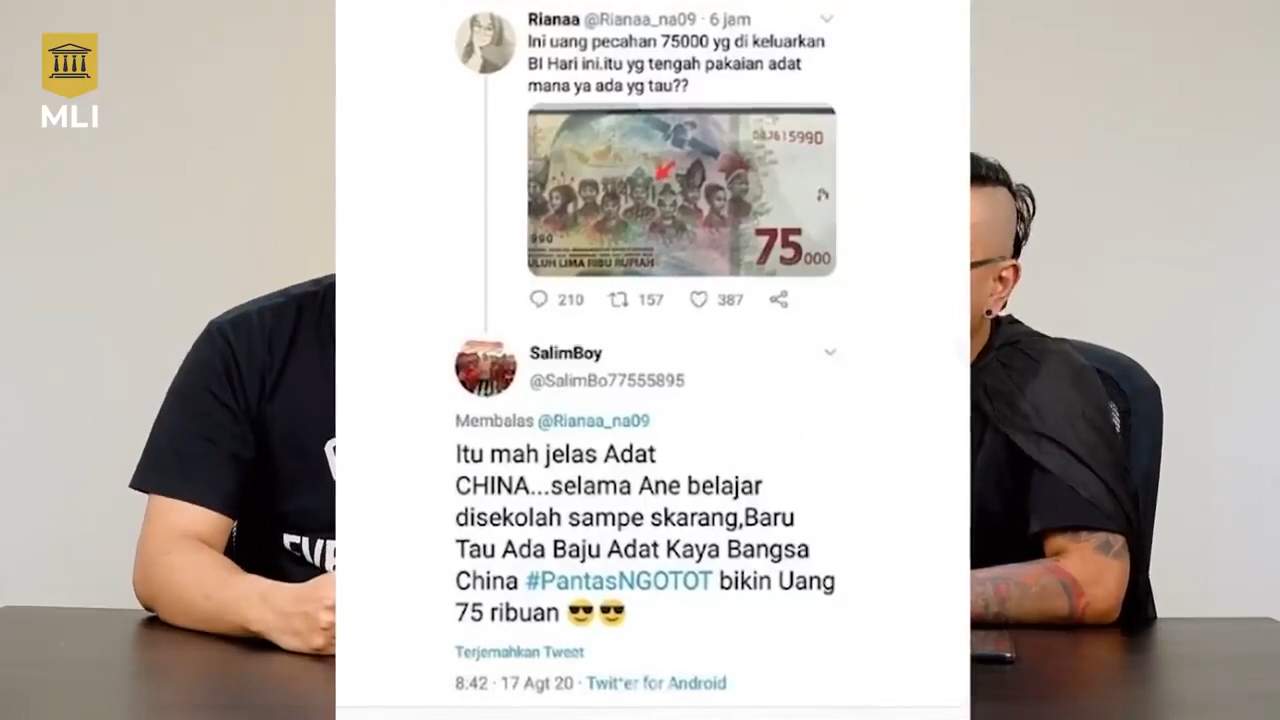 MLI
Rianaa @Rianaa_na09 · 6 jam
Ini uang pecahan 75000 yg di keluarkan
BI Hari ini.itu yg tengah pakaian adat
mana ya ada yg tau??
615990
990
ULUH LIMA RIBU RUPIAH
75000
210 157 387
SalimBoy
@SalimBo77555895
Membalas @Rianaa_na09
Itu mah jelas Adat
CHINA...selama Ane belajar
disekolah sampe skarang,Baru
Tau Ada Baju Adat Kaya Bangsa
China #PantasNGOTOT bikin Uang
75 ribuan 😎😎
Terjemahkan Tweet
8:42 · 17 Agt 20 · Twitter for Android